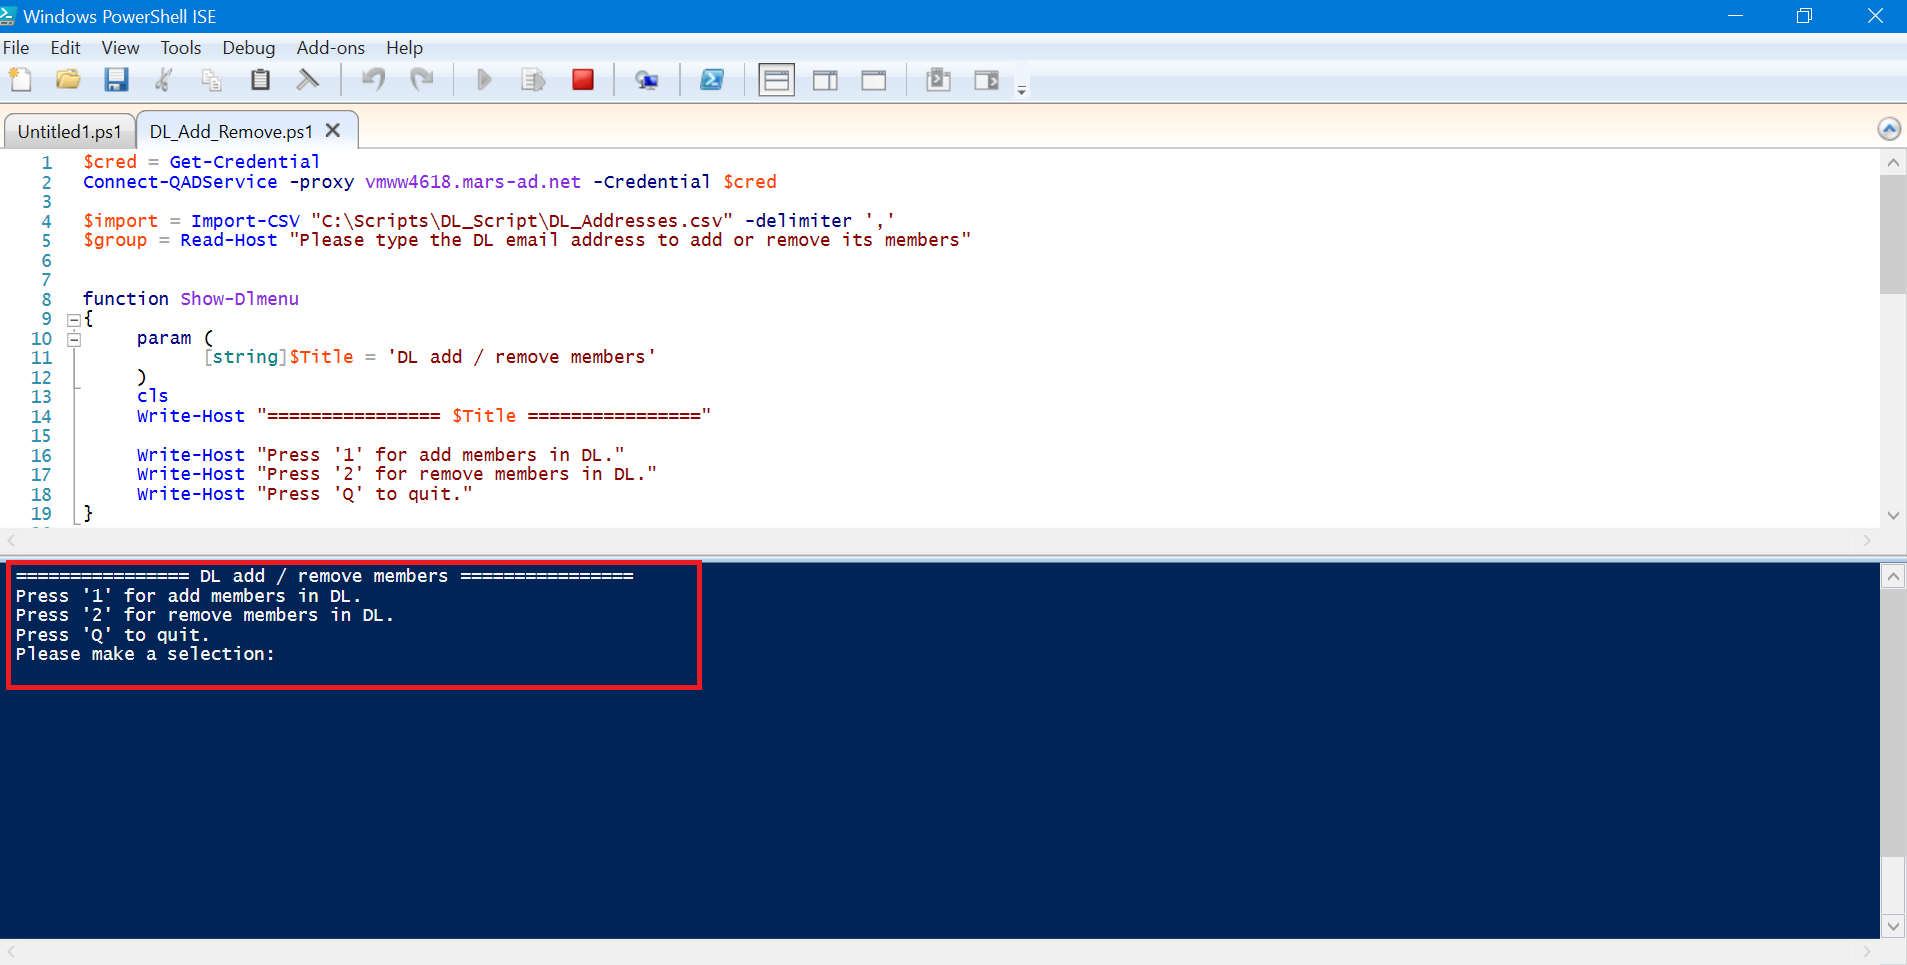 Windows PowerShell ISE
File Edit View Tools Debug Add-ons Help
Untitled1.ps1 DL_Add_Remove.ps1
1 $cred = Get-Credential
2 Connect-QADService -proxy vmww4618.mars-ad.net -Credential $cred
3
4 $import = Import-CSV "C:\Scripts\DL_Script\DL_Addresses.csv" -delimiter ','
5 $group = Read-Host "Please type the DL email address to add or remove its members"
6
7
8 function Show-Dlmenu
9 {
10 param (
11 [string]$Title = 'DL add / remove members'
12 )
13 cls
14 Write-Host "================ $Title ================"
15
16 Write-Host "Press '1' for add members in DL."
17 Write-Host "Press '2' for remove members in DL."
18 Write-Host "Press 'Q' to quit."
19 }
================ DL add / remove members ================
Press '1' for add members in DL.
Press '2' for remove members in DL.
Press 'Q' to quit.
Please make a selection: